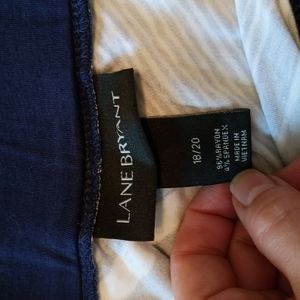 LANE BRYANT
18/20
96% RAYON
4% SPANDEX
MADE IN
VIETNAM